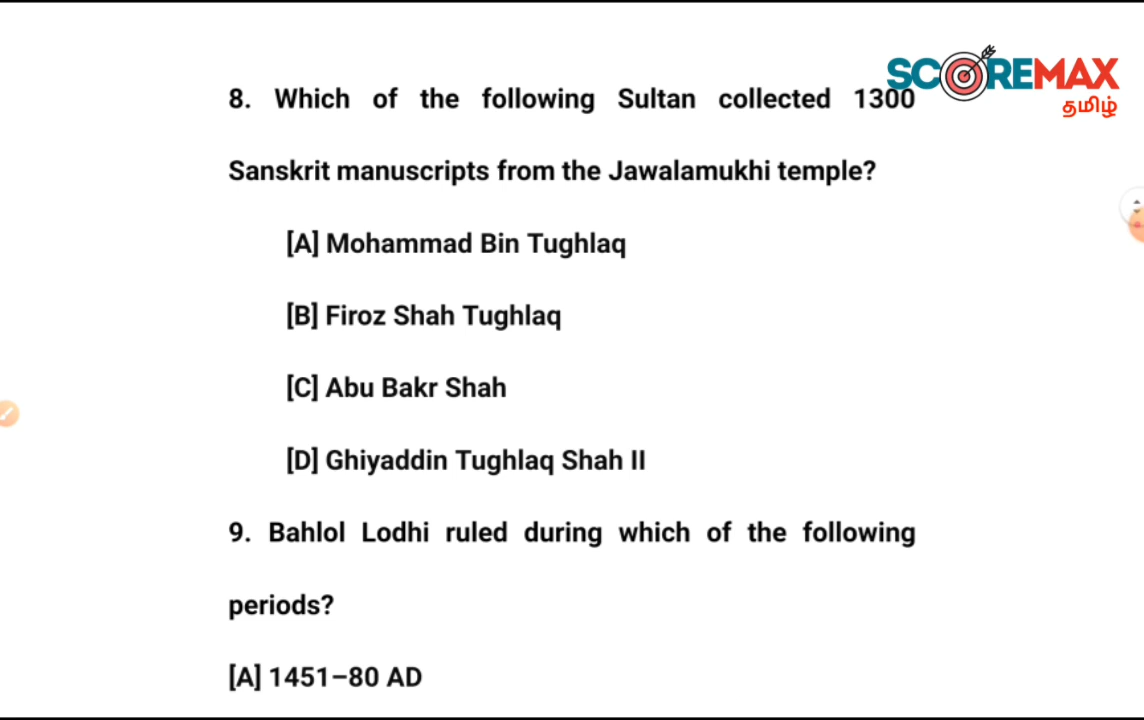 SCOREMAX
தமிழ்
8. Which of the following Sultan collected 1300
Sanskrit manuscripts from the Jawalamukhi temple?
[A] Mohammad Bin Tughlaq
[B] Firoz Shah Tughlaq
[C] Abu Bakr Shah
[D] Ghiyaddin Tughlaq Shah II
9. Bahlol Lodhi ruled during which of the following
periods?
[A] 1451–80 AD